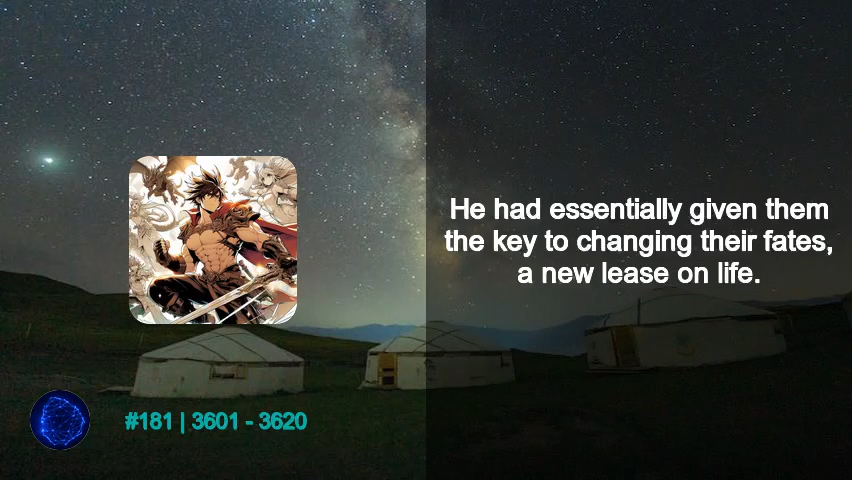 He had essentially given them
the key to changing their fates,
a new lease on life.
#181 | 3601 - 3620